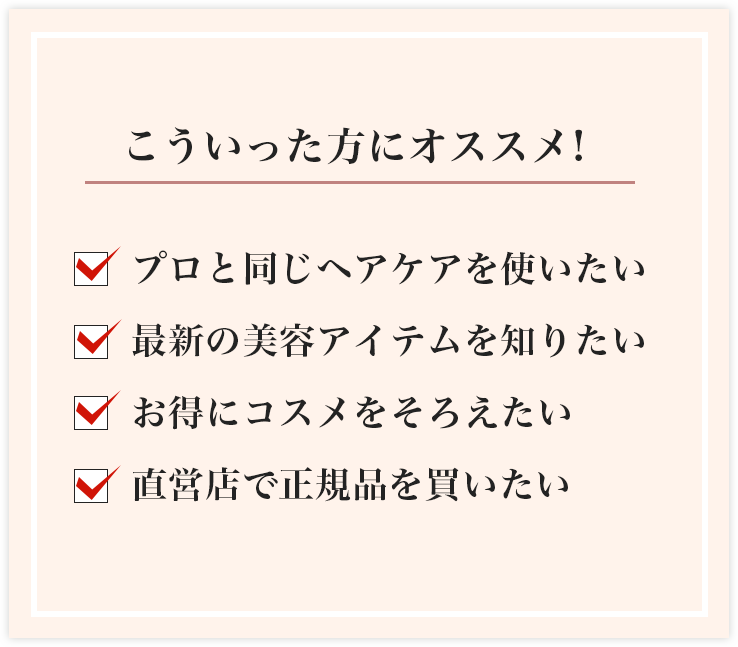 こういった方にオススメ!
プロと同じヘアケアを使いたい
最新の美容アイテムを知りたい
お得にコスメをそろえたい
直営店で正規品を買いたい